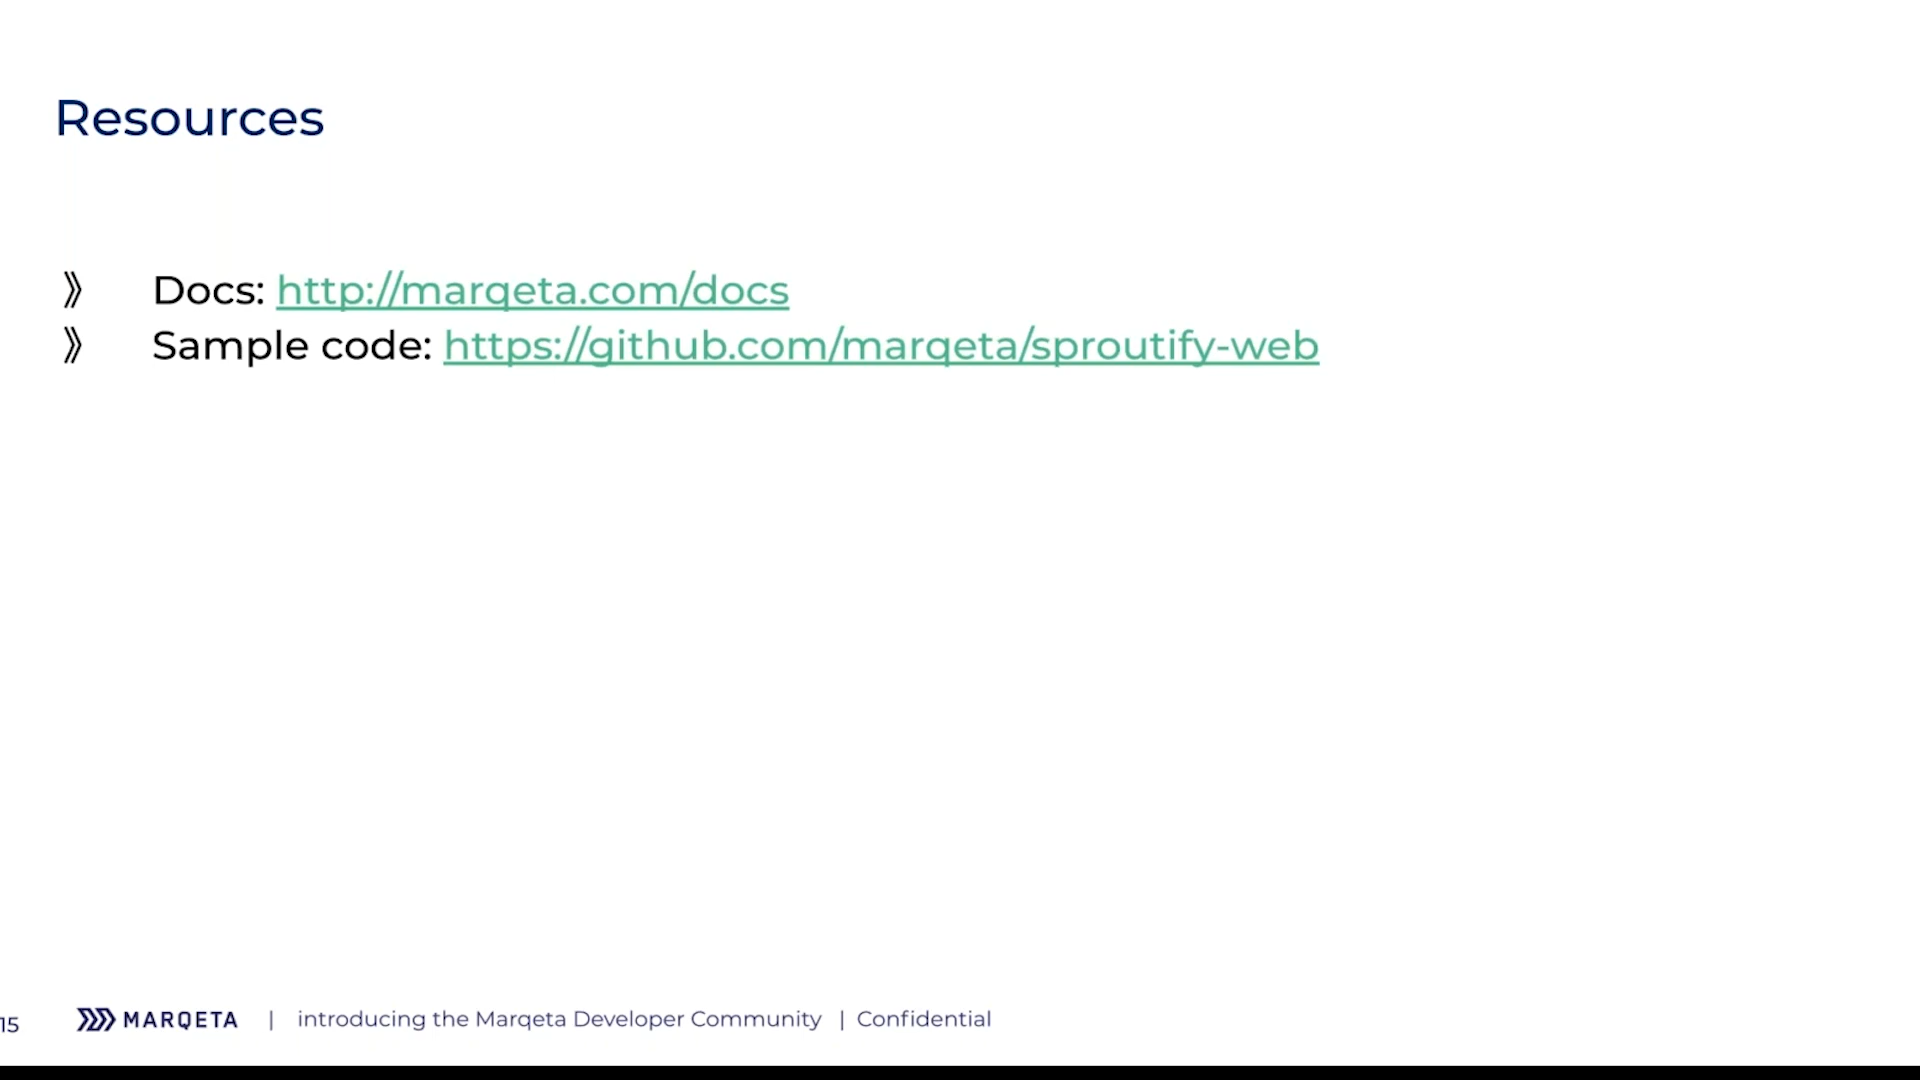 Resources
》 Docs: http://marqeta.com/docs
》 Sample code: https://github.com/marqeta/sproutify-web
15 MARQETA | introducing the Marqeta Developer Community | Confidential